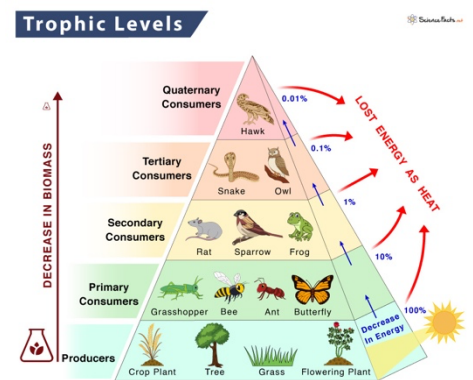 Trophic Levels
ScienceFacts.net
Quaternary
Consumers
0.01%
Hawk
LOST ENERGY AS HEAT
0.1%
Tertiary
Consumers
Snake
Owl
1%
DECREASE IN BIOMASS
Secondary
Consumers
Rat
Sparrow
Frog
10%
Primary
Consumers
Grasshopper
Bee
Ant
Butterfly
100%
Decrease
In Energy
Producers
Crop Plant
Tree
Grass
Flowering Plant